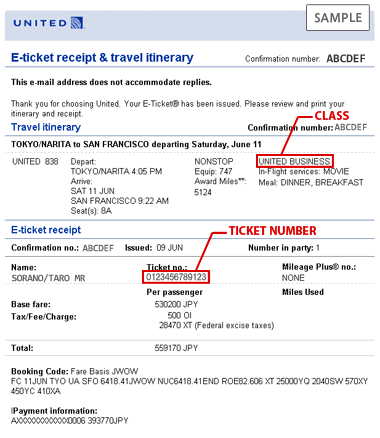 UNITED
SAMPLE
E-ticket receipt & travel itinerary
Confirmation number: ABCDEF
This e-mail address does not accommodate replies.
Thank you for choosing United. Your E-Ticket® has been issued. Please review and print your
itinerary and receipt.
CLASS
Travel itinerary
Confirmation number: ABCDEF
TOKYO/NARITA to SAN FRANCISCO departing Saturday, June 11
UNITED 838
Depart:
TOKYO/NARITA 4:05 PM
Arrive:
SAT 11 JUN
SAN FRANCISCO 9:22 AM
Seat(s): 8A
NONSTOP
Equip: 747
Award Miles**:
5124
UNITED BUSINESS
In-Flight services: MOVIE
Meal: DINNER, BREAKFAST
E-ticket receipt
TICKET NUMBER
Confirmation no.: ABCDEF
Issued: 09 JUN
Number in party: 1
Name:
SORANO/TARO MR
Ticket no.:
0123456789123
Mileage Plus® no.:
NONE
Per passenger
Miles Used
Base fare: 530200 JPY
Tax/Fee/Charge: 500 OI
28470 XT (Federal excise taxes)
Total: 559170 JPY
Booking Code: Fare Basis JWOW
FC 11JUN TYO UA SFO 6418.41JWOW NUC6418.41END ROE82.606 XT 25000YQ 2040SW 570XY
450YC 410XA
Payment information:
AXXXXXXXXXXX0006 393770JPY